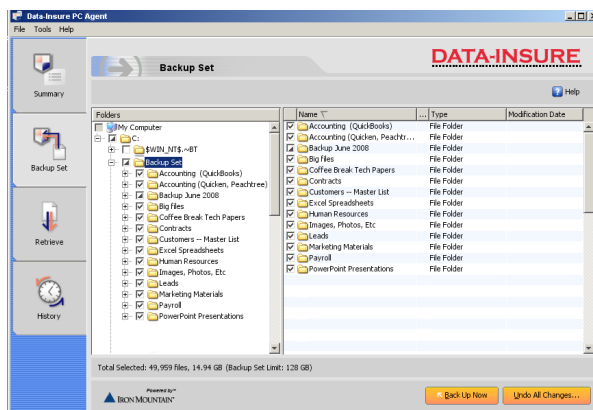 Data-Insure PC Agent
File Tools Help
Summary
Backup Set
Retrieve
History
Backup Set
DATA-INSURE
Help
Folders
My Computer
C:
$WIN_NT$.~BT
Backup Set
Accounting (QuickBooks)
Accounting (Quicken, Peachtree)
Backup June 2008
Big files
Coffee Break Tech Papers
Contracts
Customers -- Master List
Excel Spreadsheets
Human Resources
Images, Photos, Etc
Leads
Marketing Materials
Payroll
PowerPoint Presentations
Name ... Type Modification Date
Accounting (QuickBooks) File Folder
Accounting (Quicken, Peachtr... File Folder
Backup June 2008 File Folder
Big files File Folder
Coffee Break Tech Papers File Folder
Contracts File Folder
Customers -- Master List File Folder
Excel Spreadsheets File Folder
Human Resources File Folder
Images, Photos, Etc File Folder
Leads File Folder
Marketing Materials File Folder
Payroll File Folder
PowerPoint Presentations File Folder
Total Selected: 49,959 files, 14.94 GB (Backup Set Limit: 128 GB)
Powered by
IRON MOUNTAIN
Back Up Now
Undo All Changes...